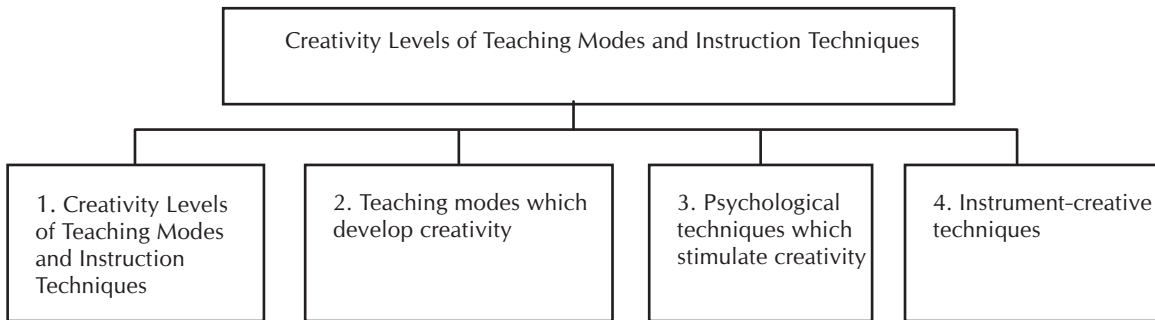 Creativity Levels of Teaching Modes and Instruction Techniques
1. Creativity Levels
of Teaching Modes
and Instruction
Techniques
2. Teaching modes which
develop creativity
3. Psychological
techniques which
stimulate creativity
4. Instrument-creative
techniques